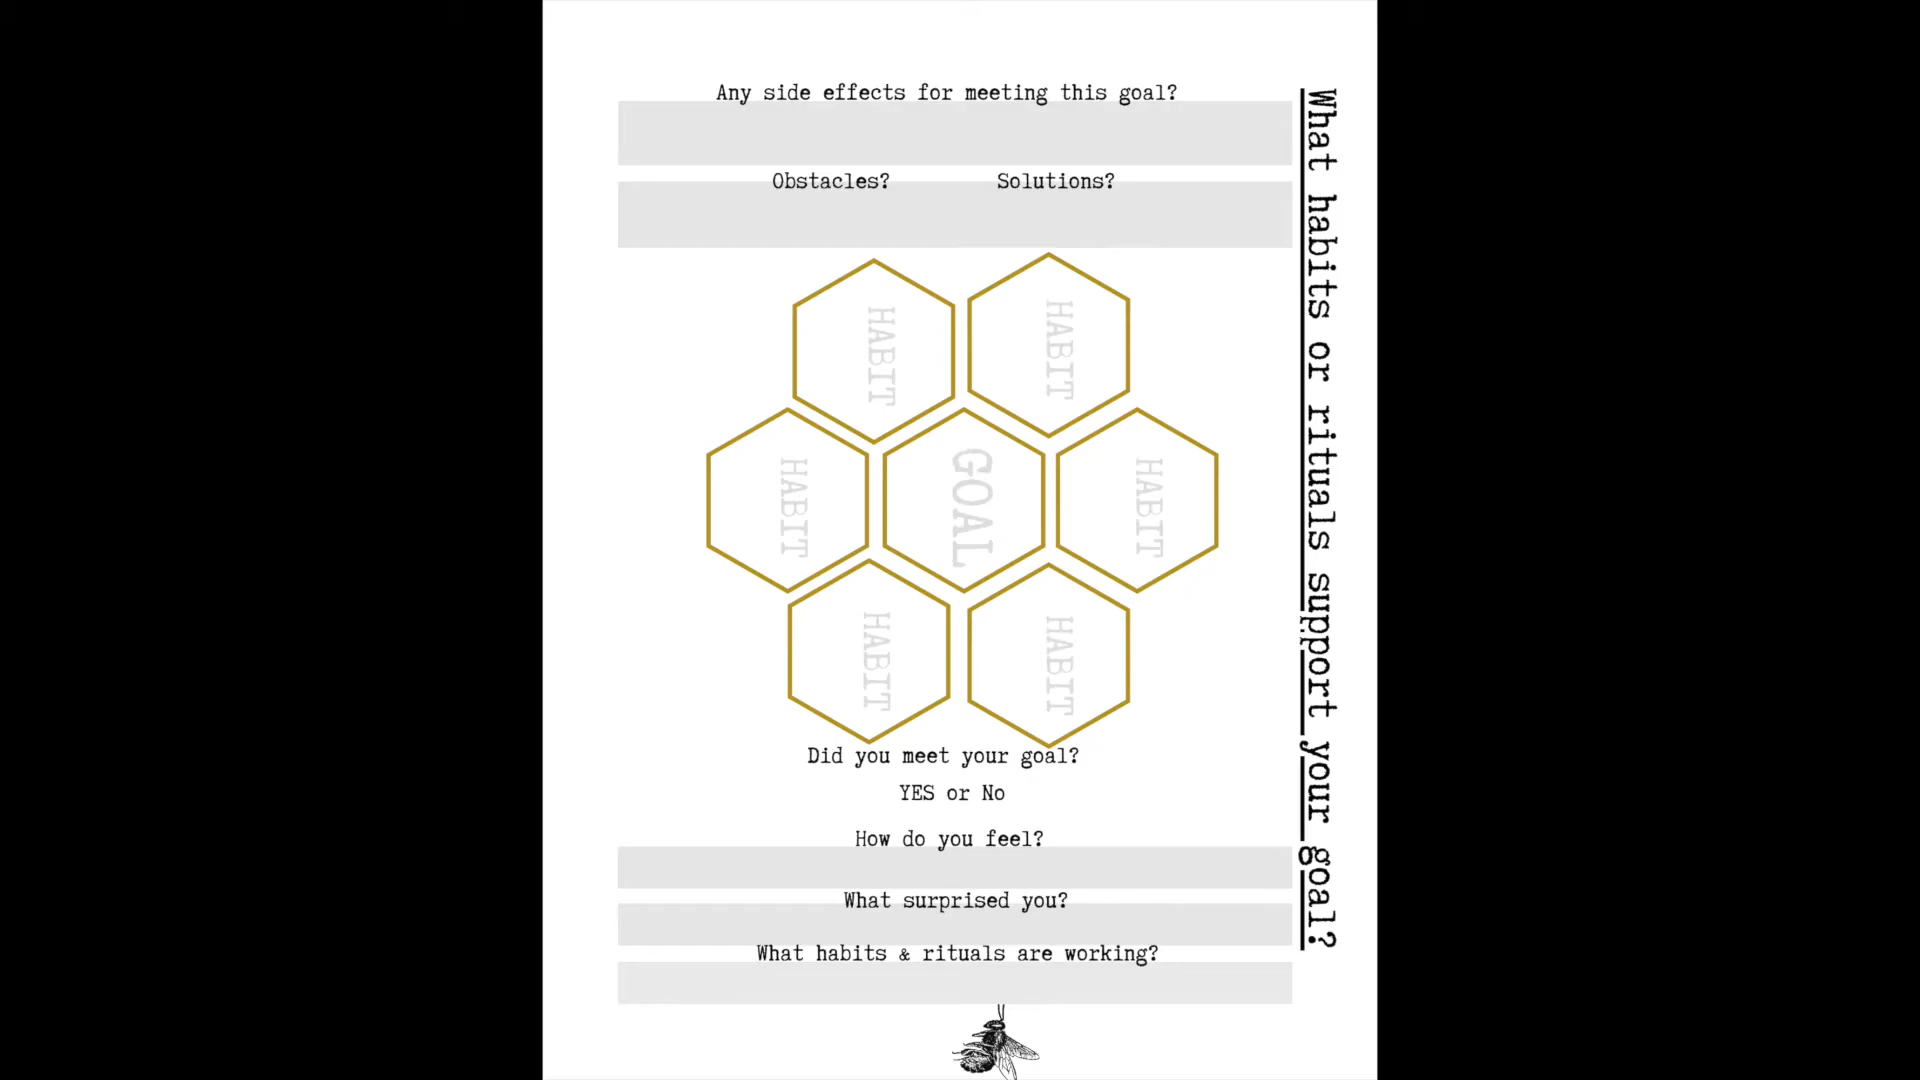 Any side effects for meeting this goal?
Obstacles? Solutions?
HABIT HABIT
HABIT GOAL HABIT
HABIT HABIT
Did you meet your goal?
YES or No
How do you feel?
What surprised you?
What habits & rituals are working?
What habits or rituals support your goal?